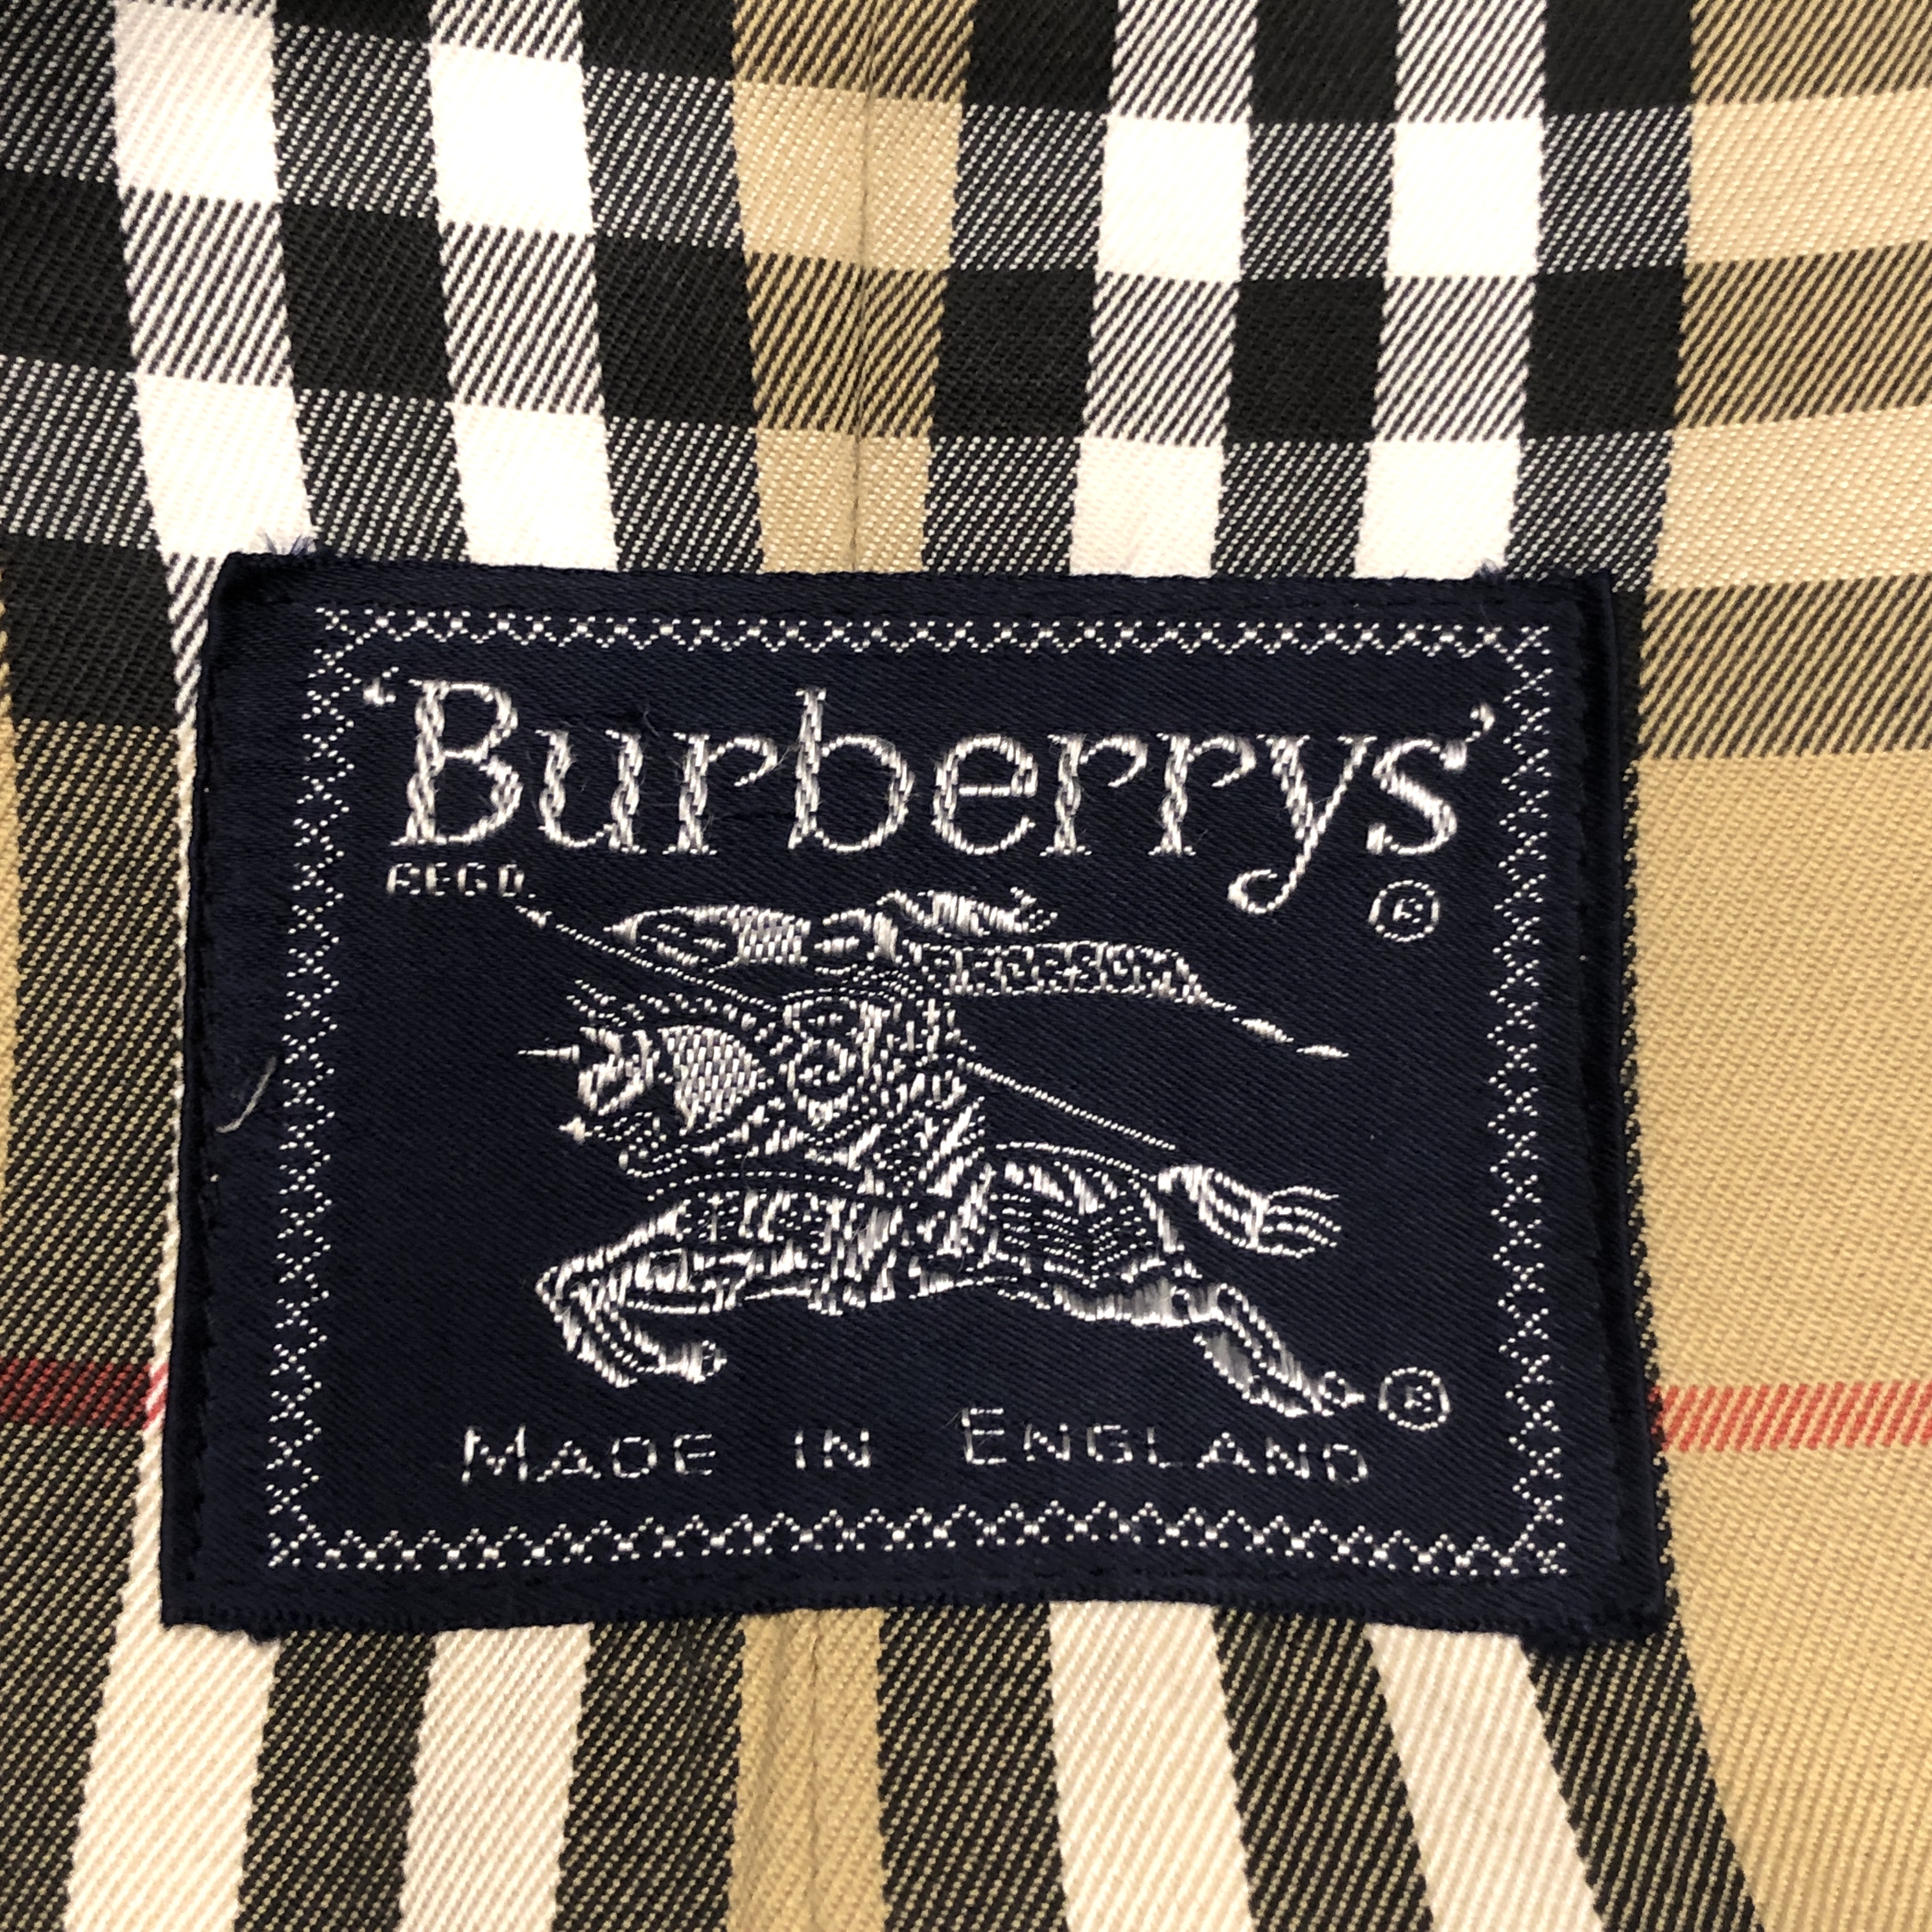 'Burberrys'
REGD.
®
®
MADE IN ENGLAND